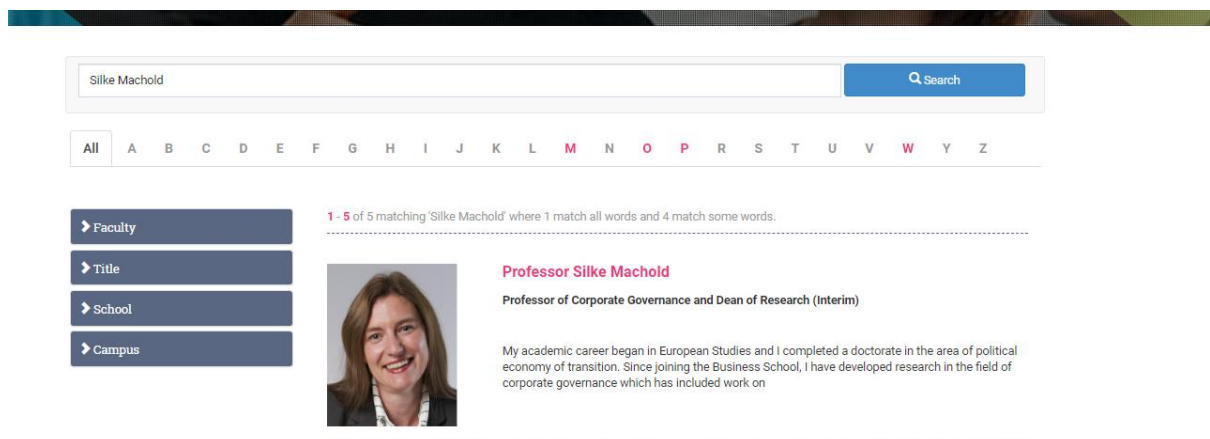 Silke Machold
Search
All A B C D E F G H I J K L M N O P R S T U V W Y Z
Faculty
Title
School
Campus
1 - 5 of 5 matching 'Silke Machold' where 1 match all words and 4 match some words.
Professor Silke Machold
Professor of Corporate Governance and Dean of Research (Interim)
My academic career began in European Studies and I completed a doctorate in the area of political
economy of transition. Since joining the Business School, I have developed research in the field of
corporate governance which has included work on